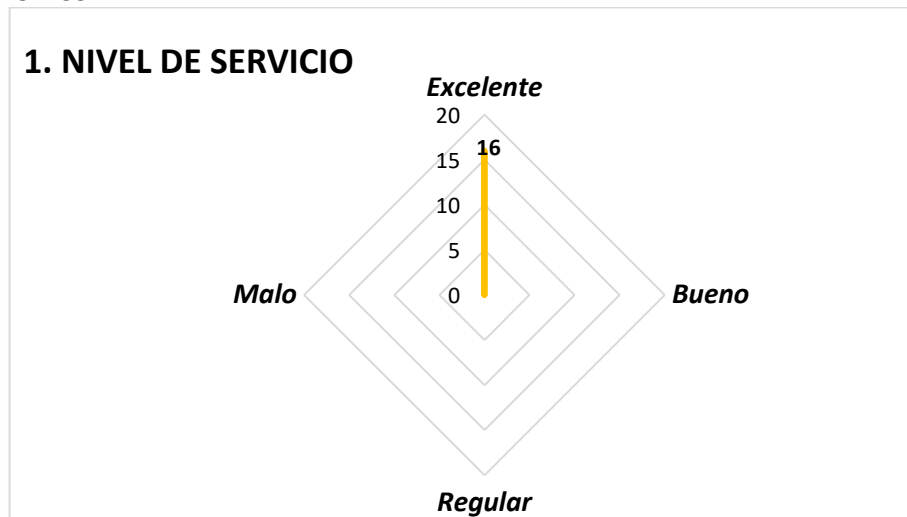 1. NIVEL DE SERVICIO
Excelente
20
16
15
10
5
0
Malo
Bueno
Regular